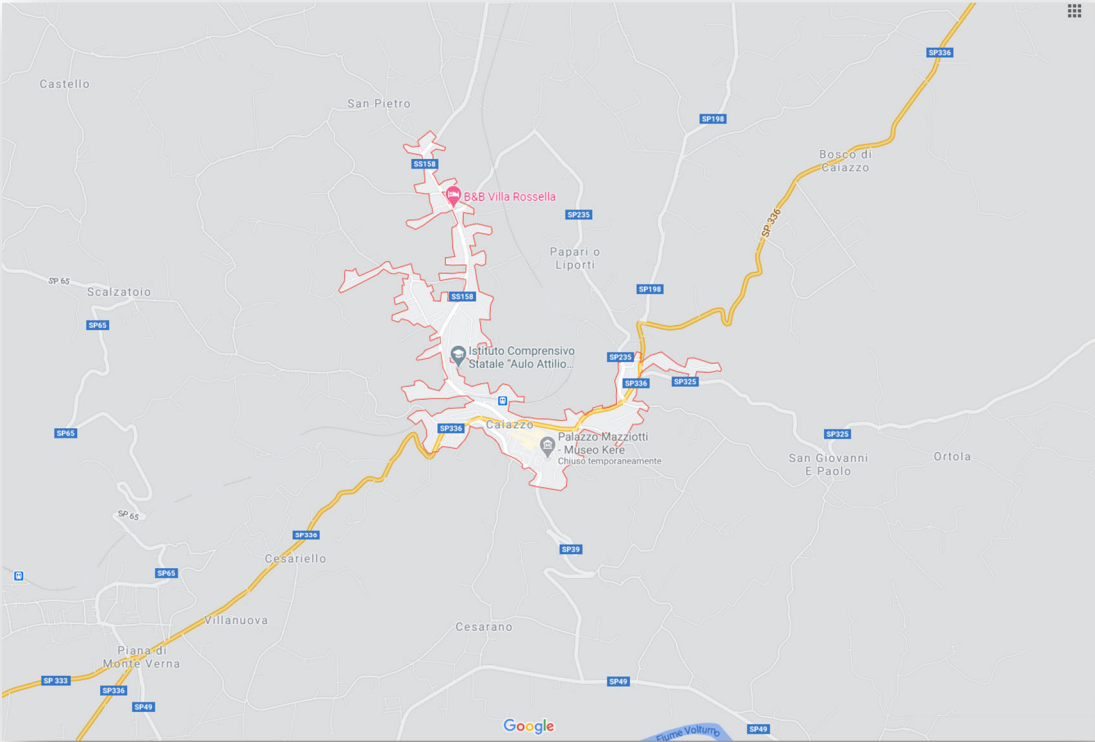 SP336
Castello
San Pietro
SP198
Bosco di
Caiazzo
SS158
B&B Villa Rossella
SP235
SP 336
Papari o
Liporti
SP 65
Scalzatoio
SP198
SS158
SP65
Istituto Comprensivo
Statale "Aulo Attilio...
SP235
SP336
SP325
Caiazzo
SP336
SP65
SP325
Palazzo Mazziotti
- Museo Kere
Chiuso temporaneamente
San Giovanni
E Paolo
Ortola
SP 65
SP336
SP39
Cesariello
SP65
Villanuova
Cesarano
Piana di
Monte Verna
SP 333
SP336
SP49
SP49
Google
SP49
Fiume Volturno